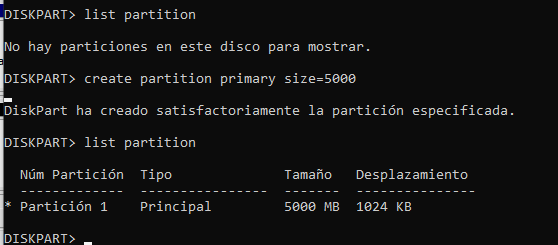 DISKPART> list partition
No hay particiones en este disco para mostrar.
DISKPART> create partition primary size=5000
DiskPart ha creado satisfactoriamente la partición especificada.
DISKPART> list partition
  Núm Partición  Tipo              Tamaño   Desplazamiento
  -------------  ----------------  -------  ---------------
* Partición 1    Principal         5000 MB  1024 KB
DISKPART>